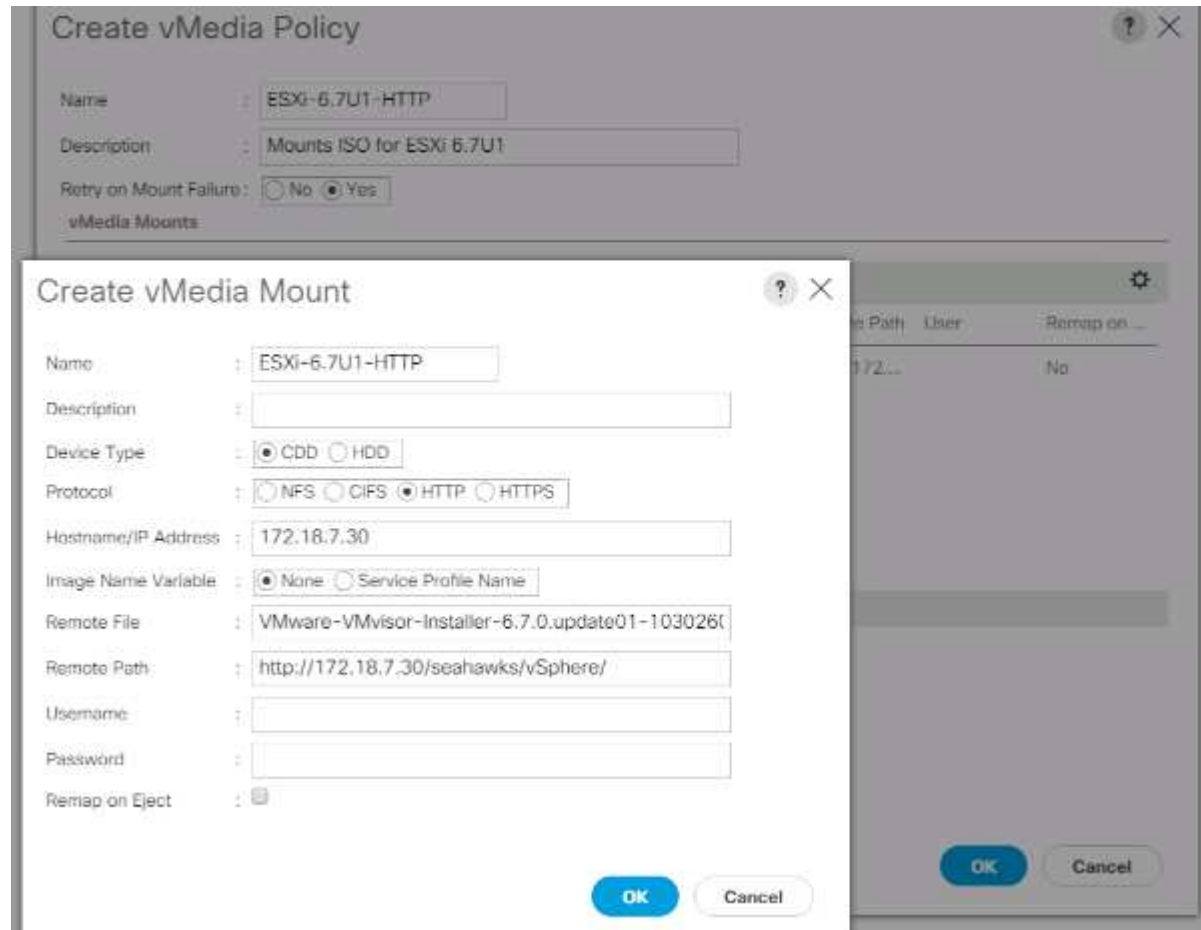 Create vMedia Policy ?
Name : ESXi-6.7U1-HTTP
Description : Mounts ISO for ESXi 6.7U1
Retry on Mount Failure : No Yes
vMedia Mounts
Create vMedia Mount ?
Path User Remap on ...
172... No
Name : ESXi-6.7U1-HTTP
Description :
Device Type : CDD HDD
Protocol : NFS CIFS HTTP HTTPS
Hostname/IP Address : 172.18.7.30
Image Name Variable : None Service Profile Name
Remote File : VMware-VMvisor-Installer-6.7.0.update01-1030260
Remote Path : http://172.18.7.30/seahawks/vSphere/
Username :
Password :
Remap on Eject :
OK Cancel
OK Cancel